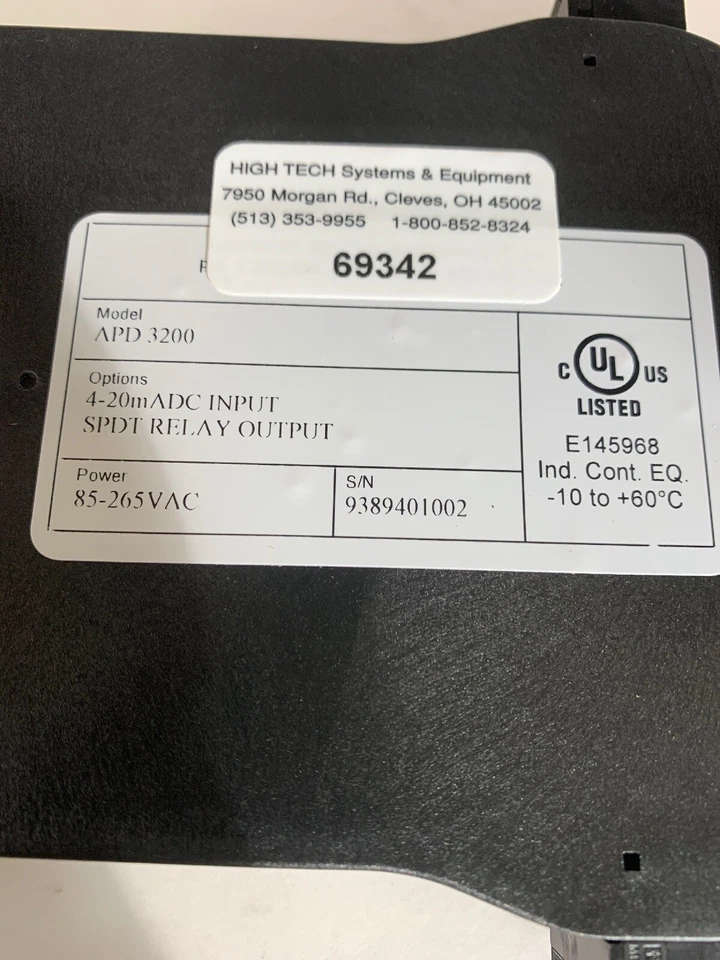 HIGH TECH Systems & Equipment
7950 Morgan Rd., Cleves, OH 45002
(513) 353-9955 1-800-852-8324
69342
Model
APD 3200
Options
4-20mADC INPUT
SPDT RELAY OUTPUT
Power
85-265VAC
S/N
9389401002
C UL US
LISTED
E145968
Ind. Cont. EQ.
-10 to +60°C